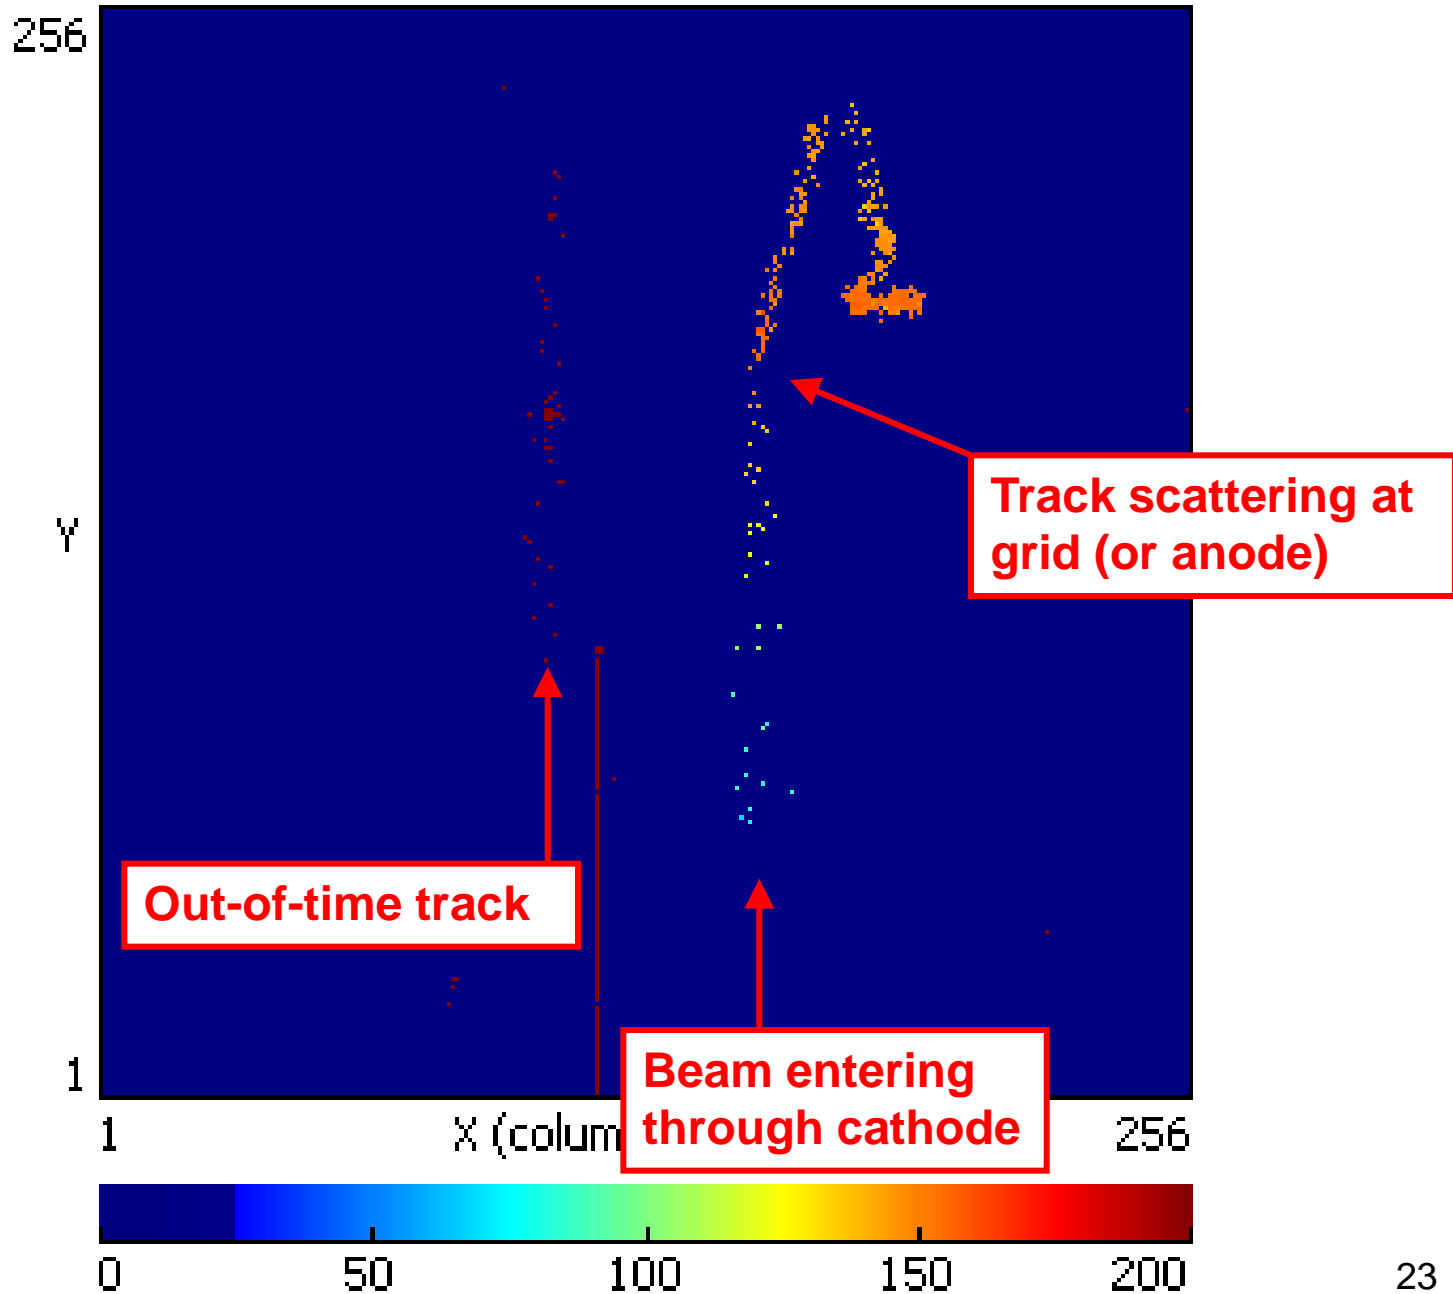 256
Y
Track scattering at
grid (or anode)
Out-of-time track
Beam entering
through cathode
1
1
X (colum
256
0
50
100
150
200
23